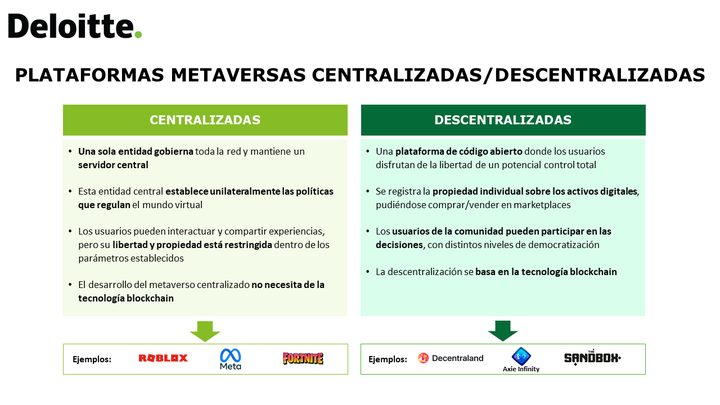 Deloitte.
PLATAFORMAS METAVERSAS CENTRALIZADAS/DESCENTRALIZADAS
CENTRALIZADAS
• Una sola entidad gobierna toda la red y mantiene un
servidor central
• Esta entidad central establece unilateralmente las políticas
que regulan el mundo virtual
• Los usuarios pueden interactuar y compartir experiencias,
pero su libertad y propiedad está restringida dentro de los
parámetros establecidos
• El desarrollo del metaverso centralizado no necesita de la
tecnología blockchain
Ejemplos:
ROBLOX
Meta
FORTNITE
DESCENTRALIZADAS
• Una plataforma de código abierto donde los usuarios
disfrutan de la libertad de un potencial control total
• Se registra la propiedad individual sobre los activos digitales,
pudiéndose comprar/vender en marketplaces
• Los usuarios de la comunidad pueden participar en las
decisiones, con distintos niveles de democratización
• La descentralización se basa en la tecnología blockchain
Ejemplos:
Decentraland
Axie Infinity
THE
SANDBOX